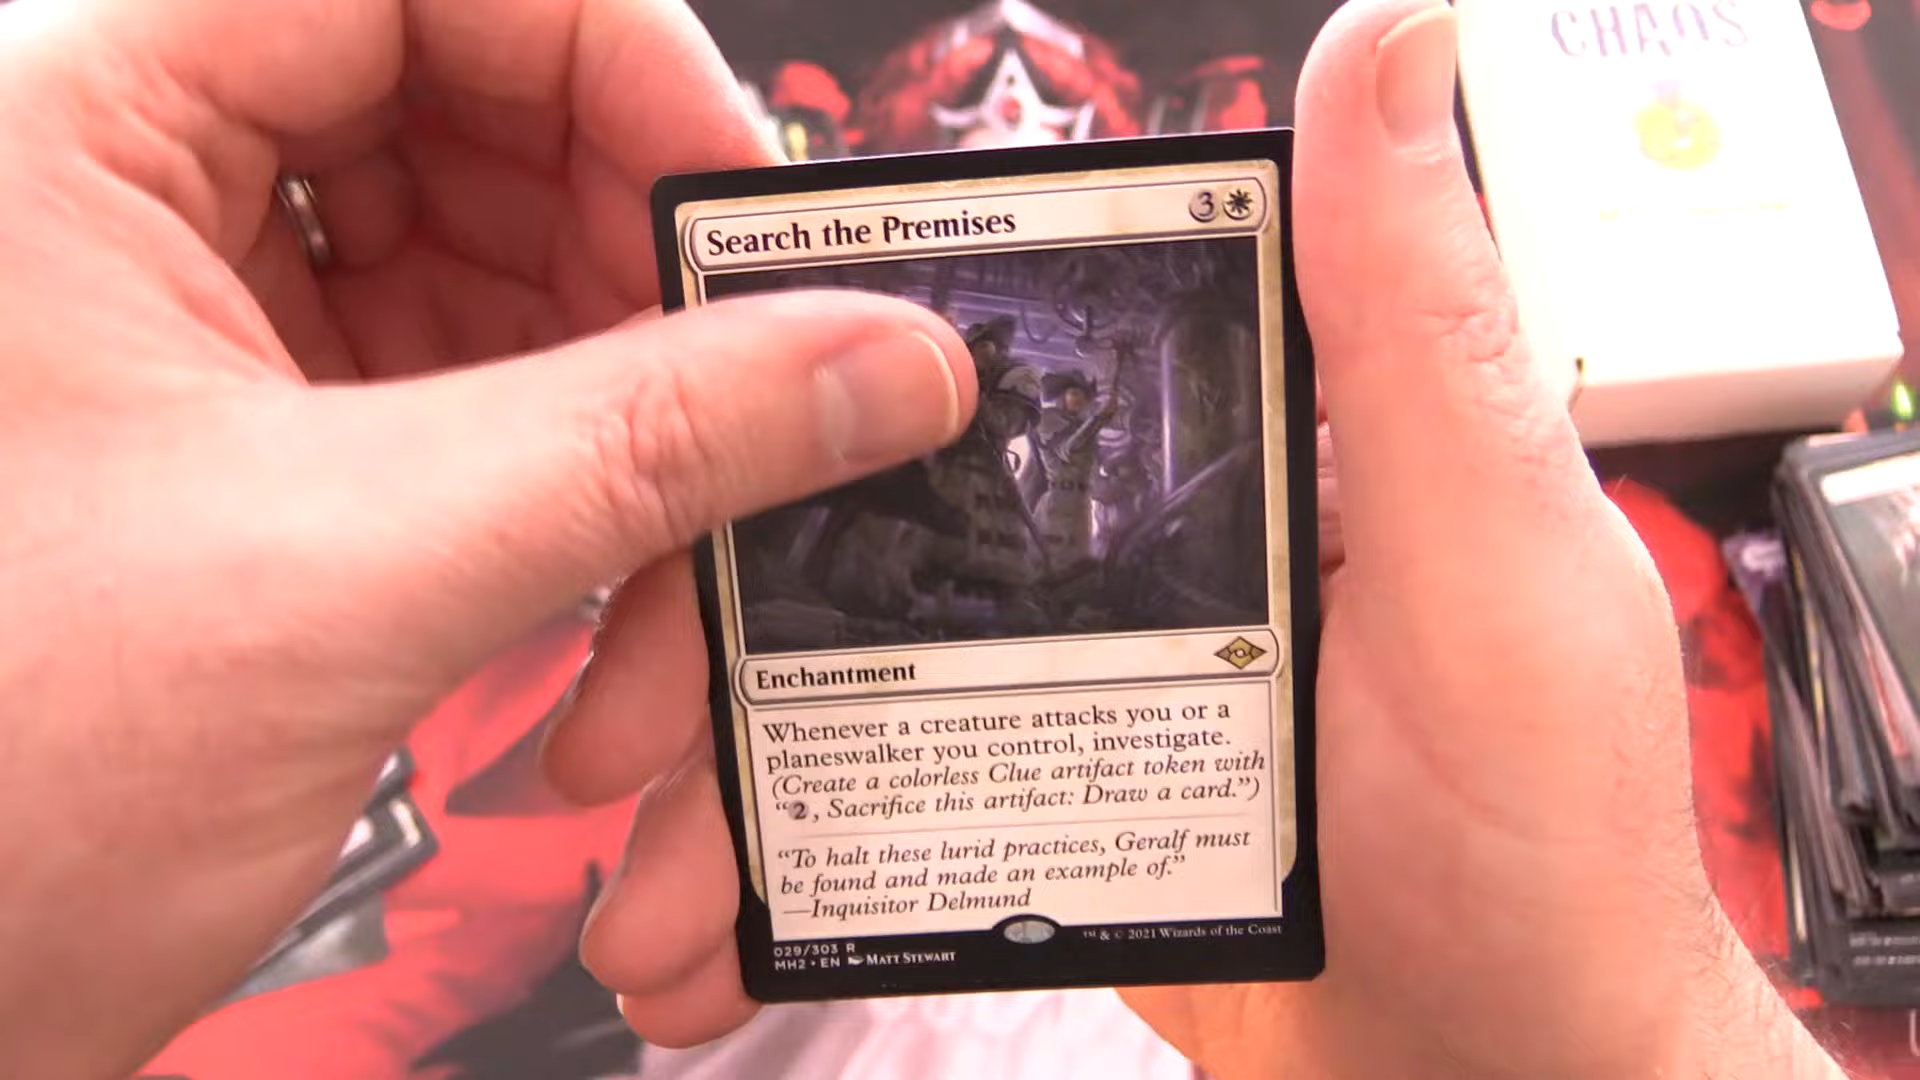 CHAOS
Search the Premises 3
Enchantment
Whenever a creature attacks you or a
planeswalker you control, investigate.
(Create a colorless Clue artifact token with
“2, Sacrifice this artifact: Draw a card.”)
“To halt these lurid practices, Geralf must
be found and made an example of.”
—Inquisitor Delmund
029/303 R
MH2 • EN MATT STEWART
™ & © 2021 Wizards of the Coast